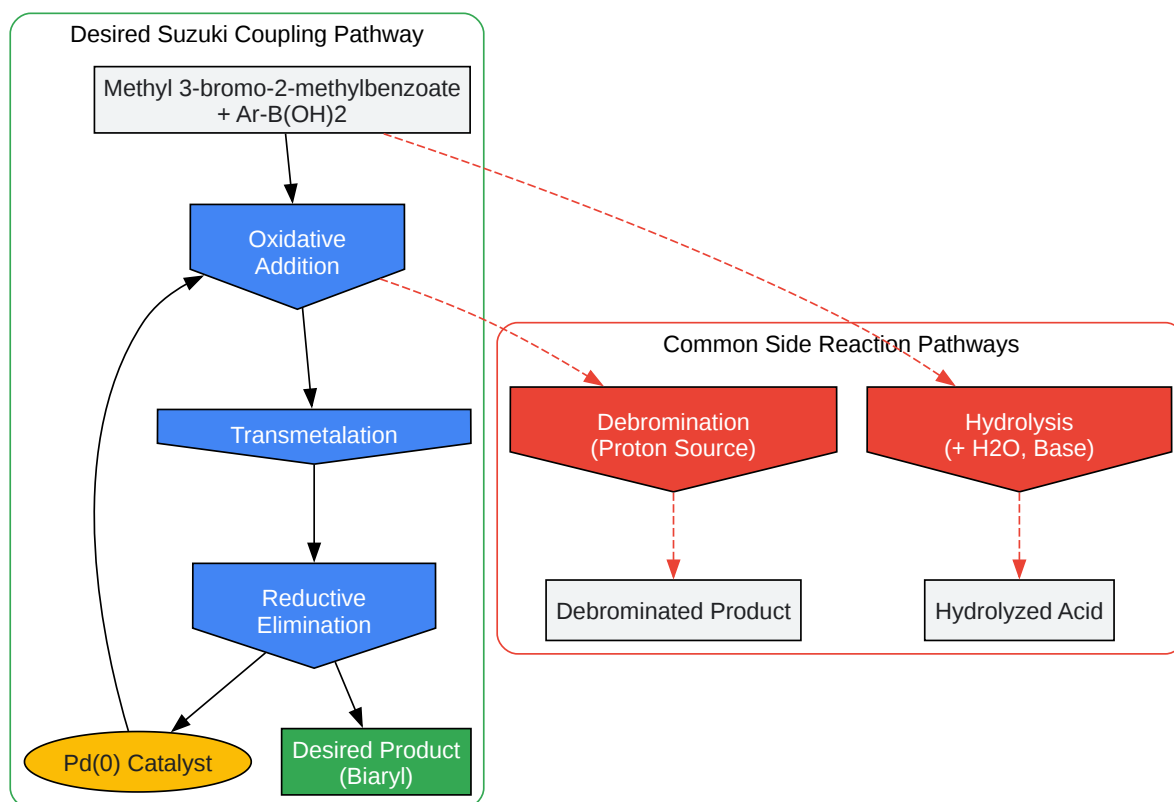 Desired Suzuki Coupling Pathway
Methyl 3-bromo-2-methylbenzoate
+ Ar-B(OH)2
Oxidative
Addition
Transmetalation
Reductive
Elimination
Pd(0) Catalyst
Desired Product
(Biaryl)
Common Side Reaction Pathways
Debromination
(Proton Source)
Hydrolysis
(+ H2O, Base)
Debrominated Product
Hydrolyzed Acid